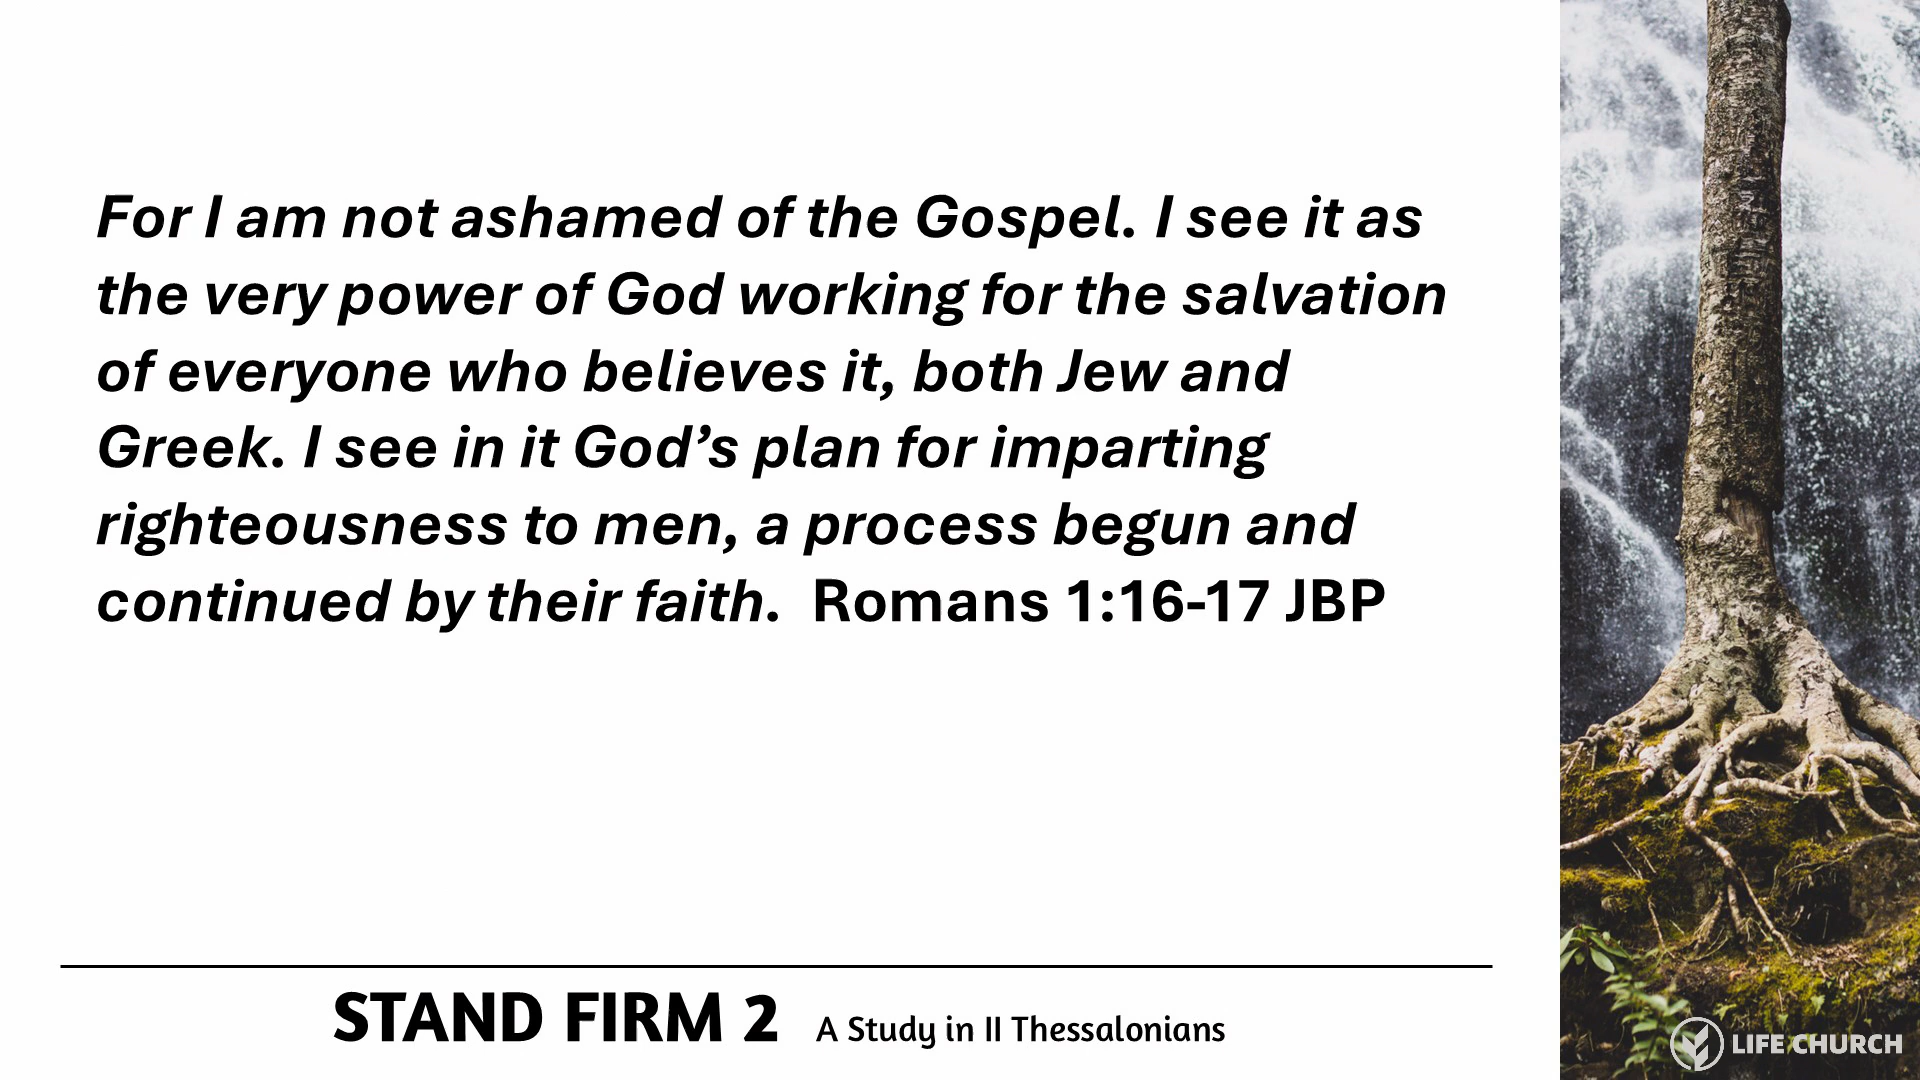 For I am not ashamed of the Gospel. I see it as
the very power of God working for the salvation
of everyone who believes it, both Jew and
Greek. I see in it God’s plan for imparting
righteousness to men, a process begun and
continued by their faith.  Romans 1:16-17 JBP
STAND FIRM 2 A Study in II Thessalonians
LIFE CHURCH